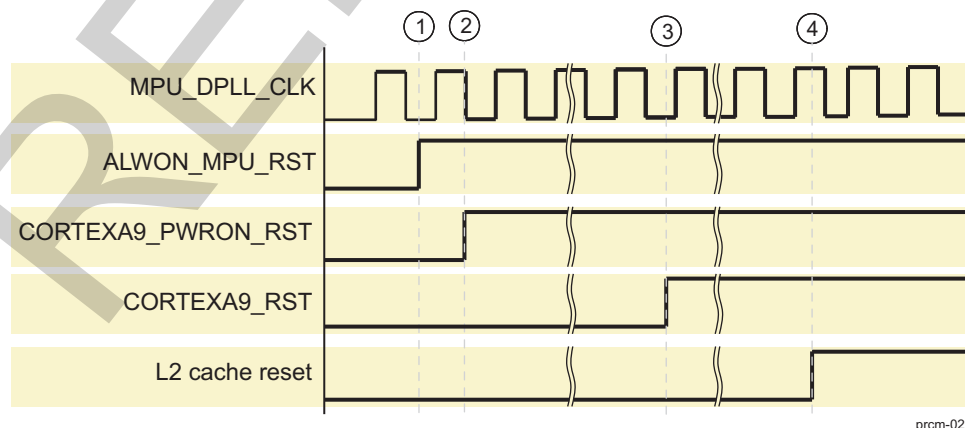 1 2 3 4
MPU_DPLL_CLK
ALWON_MPU_RST
CORTEXA9_PWRON_RST
CORTEXA9_RST
L2 cache reset
prcm-02